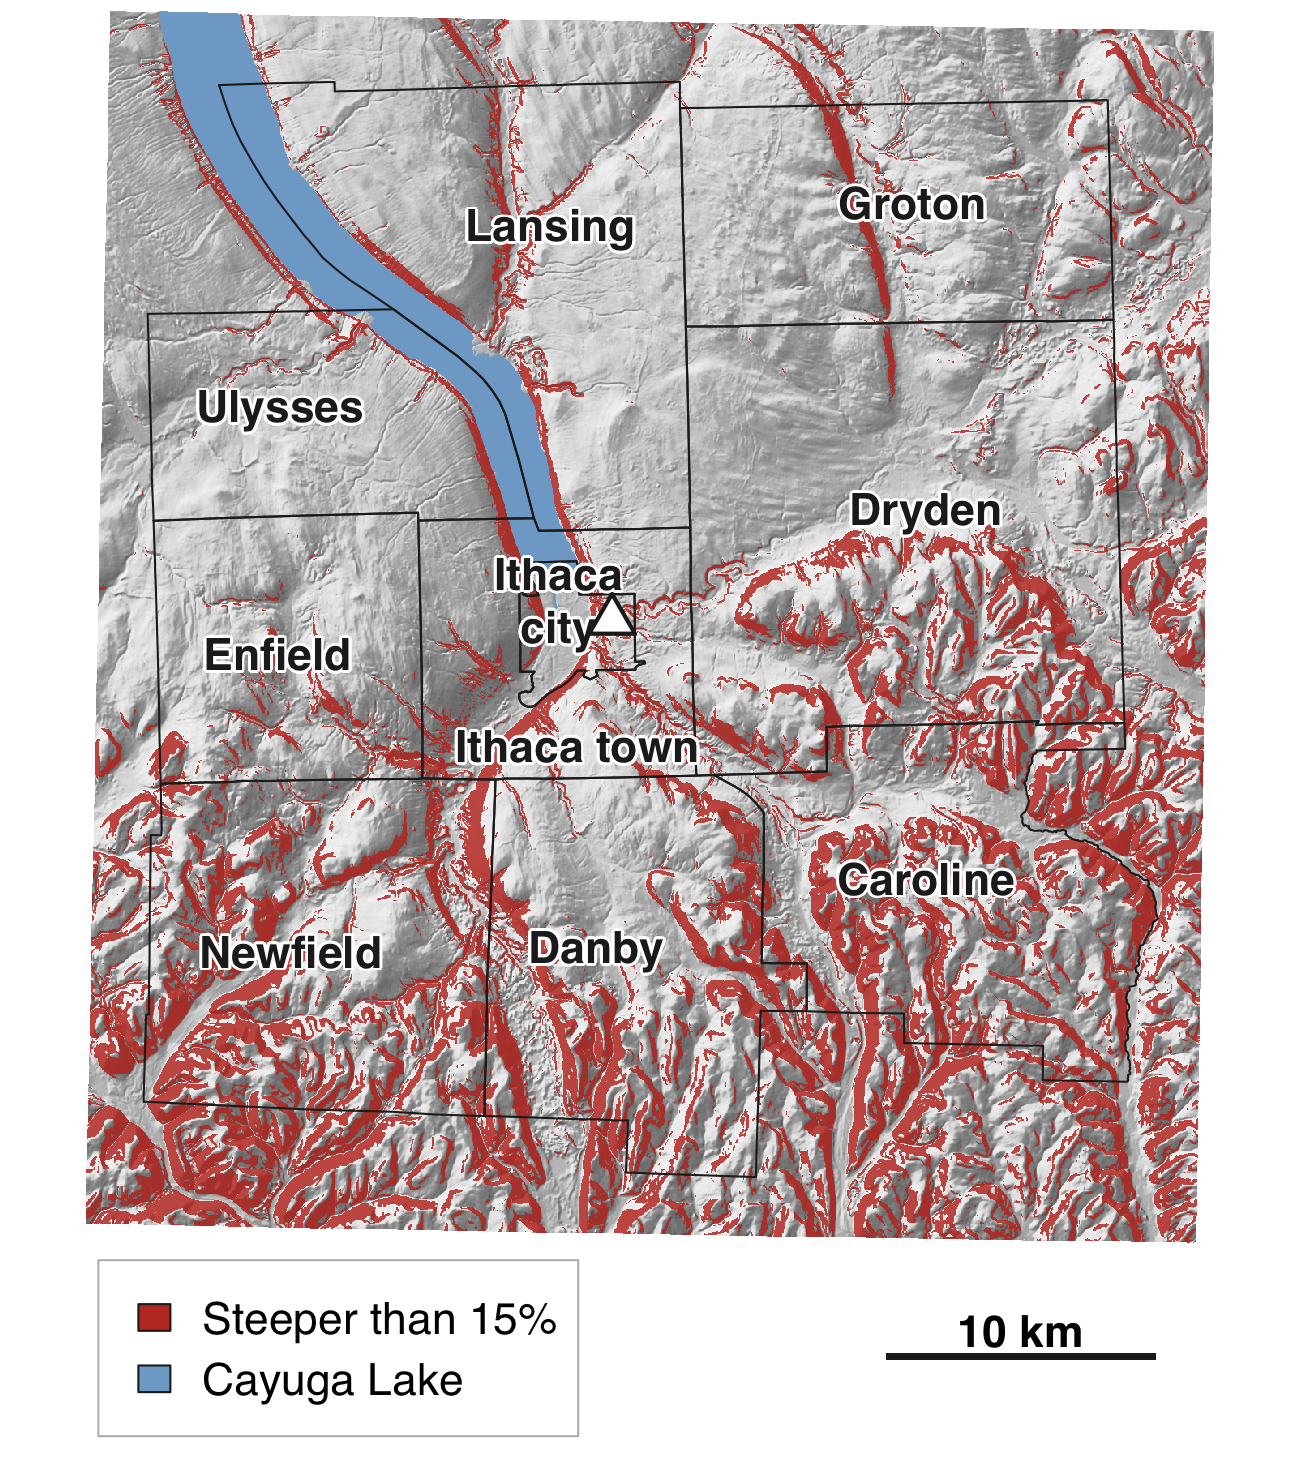 Groton
Lansing
Ulysses
Dryden
Ithaca
city
Enfield
Ithaca town
Caroline
Newfield
Danby
Steeper than 15%
Cayuga Lake
10 km